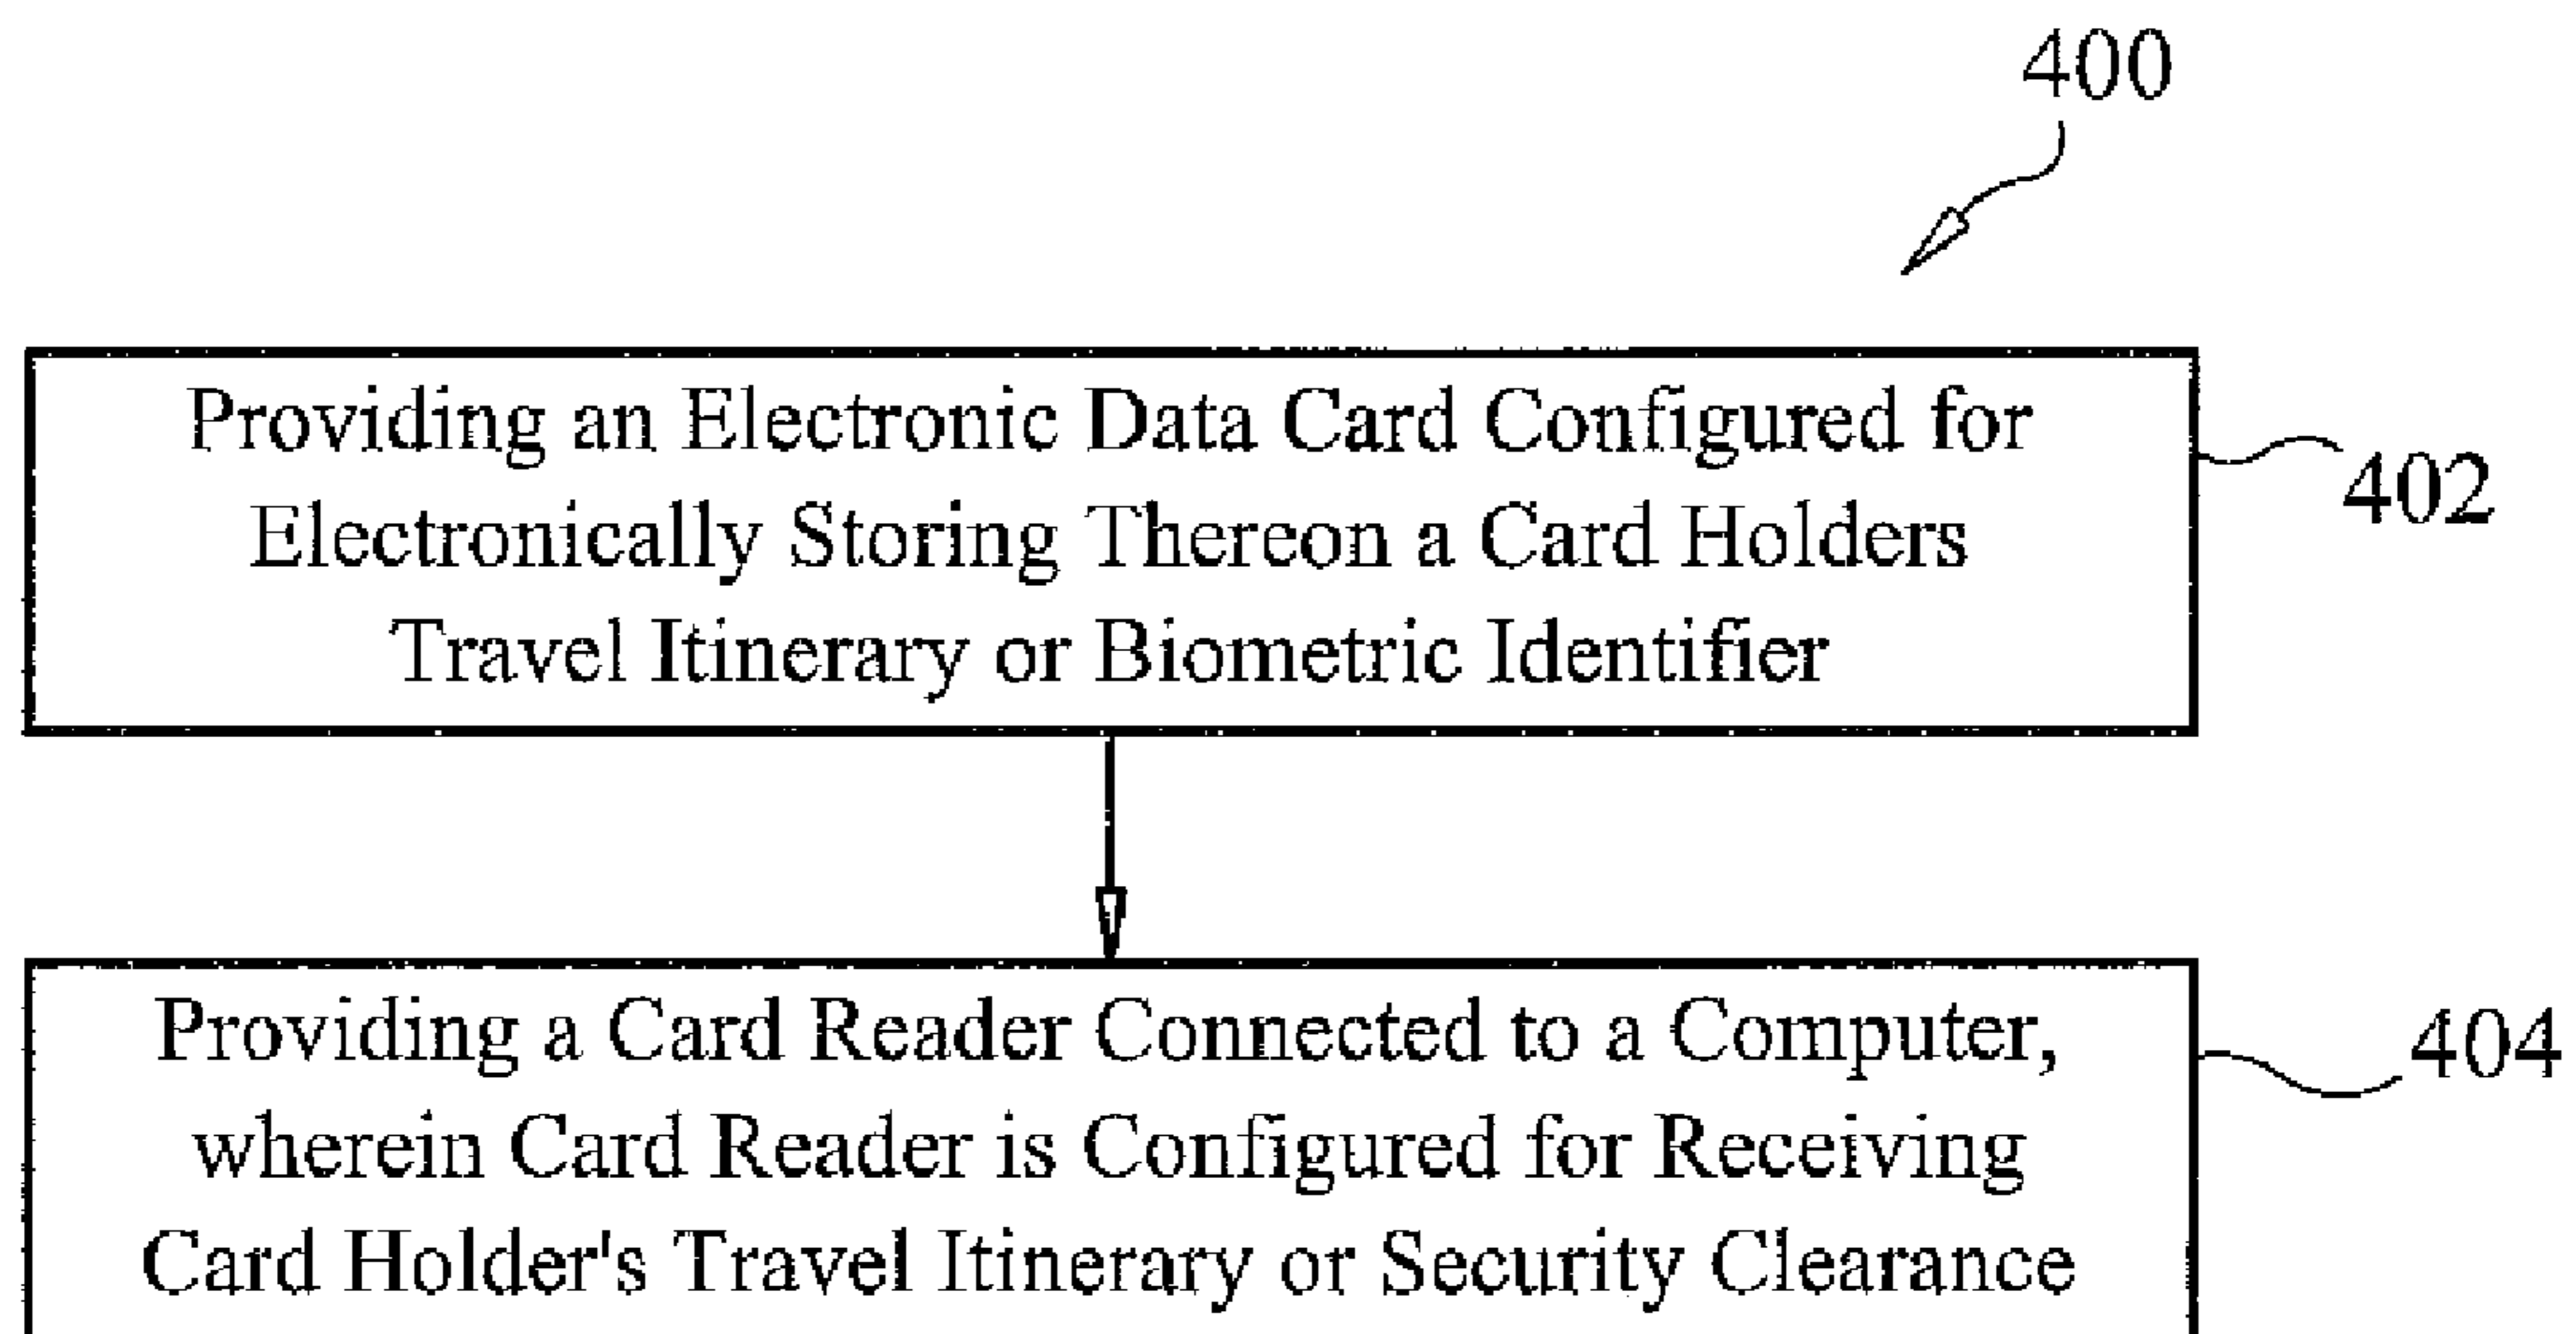 400
Providing an Electronic Data Card Configured for
Electronically Storing Thereon a Card Holders
Travel Itinerary or Biometric Identifier
402
Providing a Card Reader Connected to a Computer,
wherein Card Reader is Configured for Receiving
Card Holder's Travel Itinerary or Security Clearance
404